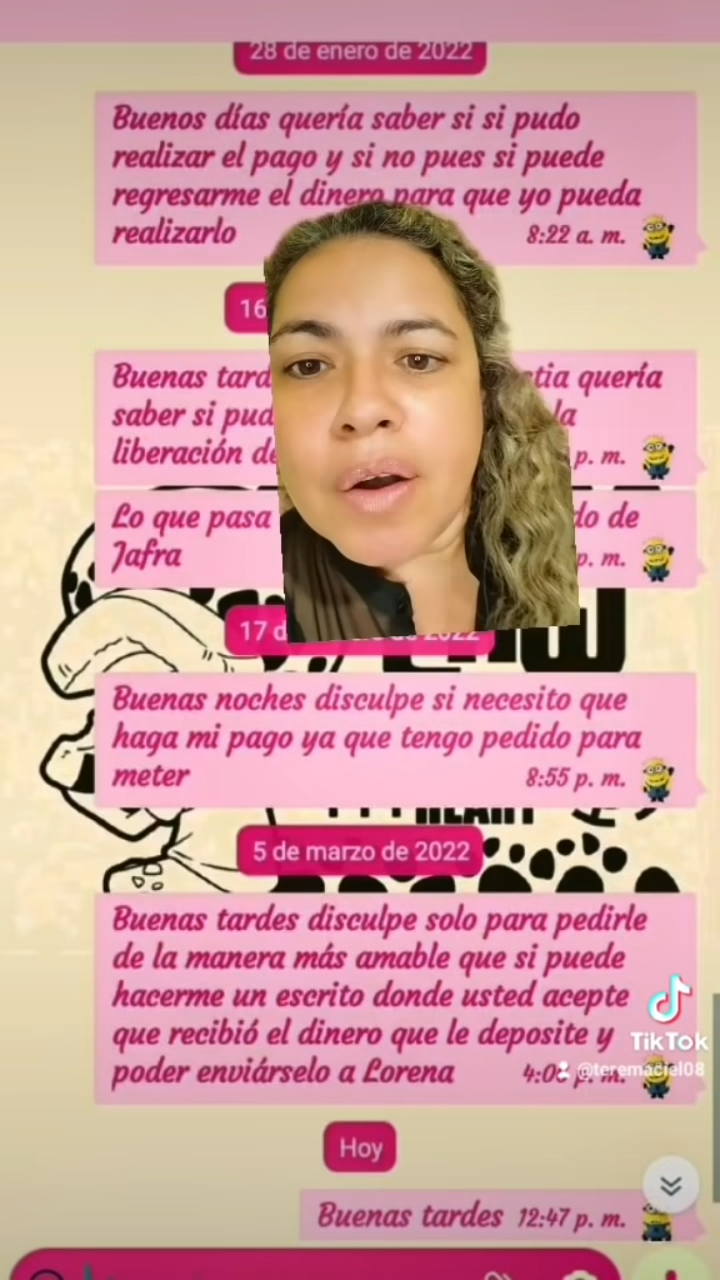 28 de enero de 2022
Buenos días quería saber si si pudo
realizar el pago y si no pues si puede
regresarme el dinero para que yo pueda
realizarlo 8:22 a. m.
16
Buenas quería
saber si la
liberación p. m.
Lo que pasa de
Jafra p. m.
17 2022
Buenas noches disculpe si necesito que
haga mi pago ya que tengo pedido para
meter 8:55 p. m.
5 de marzo de 2022
Buenas tardes disculpe solo para pedirle
de la manera más amable que si puede
hacerme un escrito donde usted acepte
que recibió el dinero que le deposite y
poder enviárselo a Lorena p. m.
TikTok
@teremaciel08
Hoy
Buenas tardes 12:47 p. m.